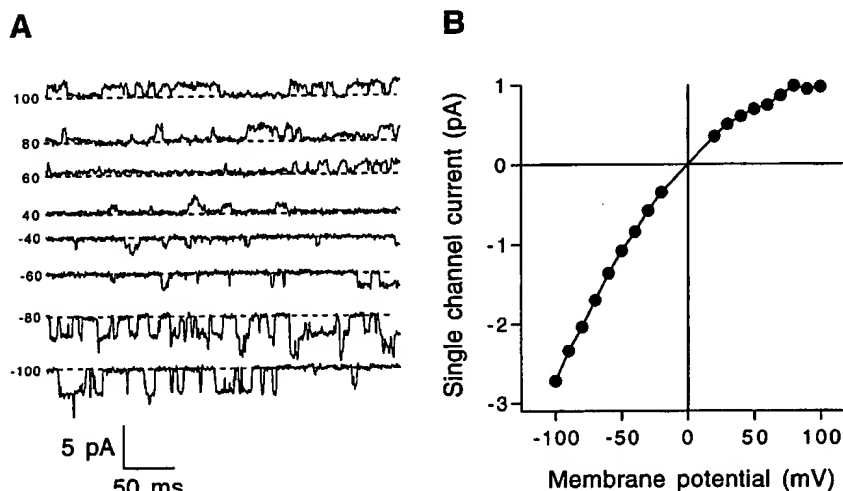 A
100
80
60
40
-40
-60
-80
-100
5 pA
50 ms
B
Single channel current (pA)
1
0
-1
-2
-3
-100 -50 0 50 100
Membrane potential (mV)